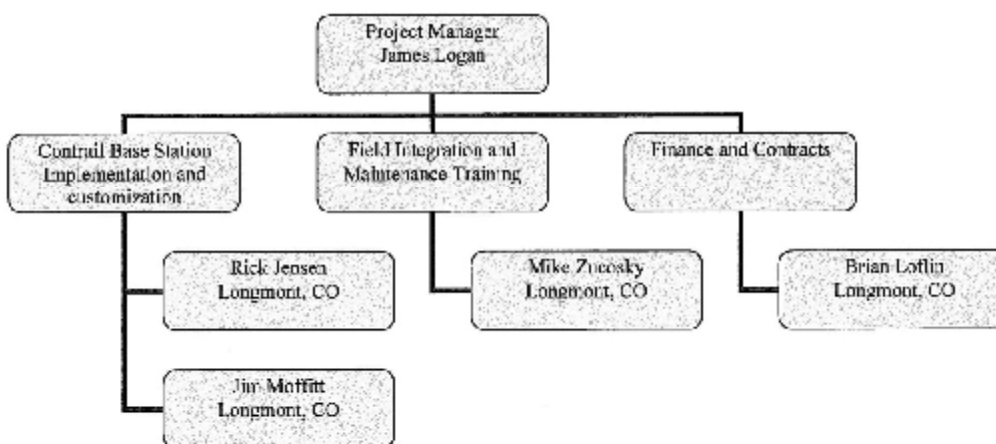 Project Manager
James Logan
Contrail Base Station
Implementation and
customization
Field Integration and
Maintenance Training
Finance and Contracts
Rick Jensen
Longmont, CO
Mike Zucosky
Longmont, CO
Brian Loflin
Longmont, CO
Jim Moffitt
Longmont, CO